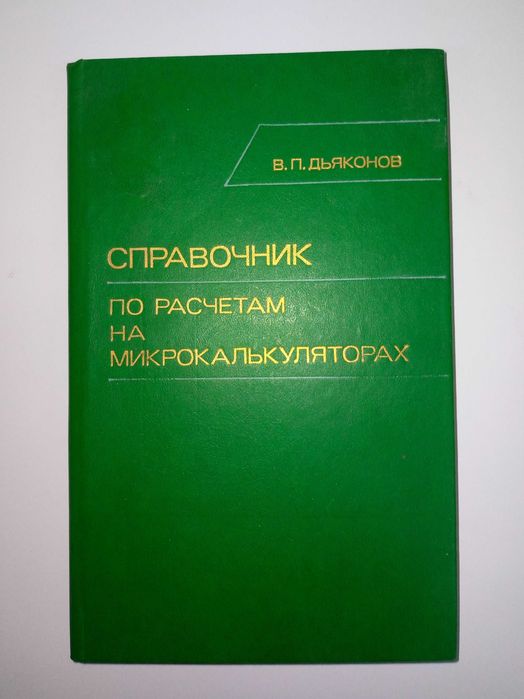 В.П.ДЬЯКОНОВ
СПРАВОЧНИК
ПО РАСЧЕТАМ
НА
МИКРОКАЛЬКУЛЯТОРАХ